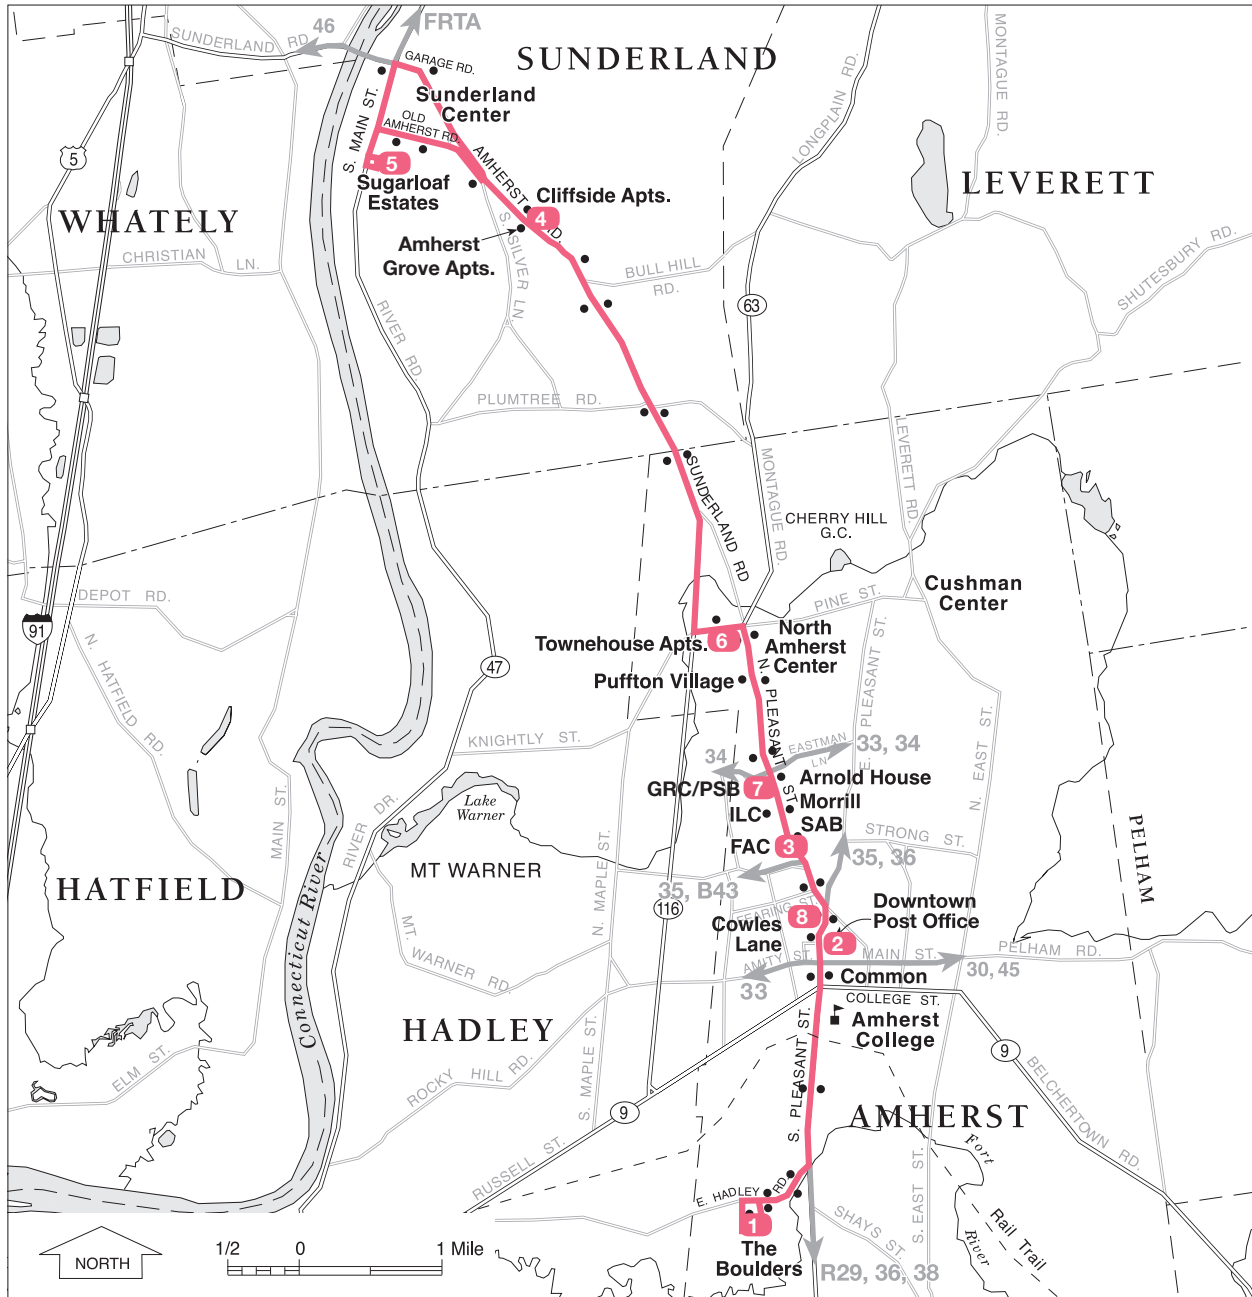 46
FRTA
SUNDERLAND RD.
GARAGE RD.
SUNDERLAND
MONTAGUE RD.
LONGPLAIN RD.
Sunderland
Center
S. MAIN ST.
OLD
AMHERST RD.
5
5
AMHERST RD.
Sugarloaf
Estates
Cliffside Apts.
4
LEVERETT
WHATELY
Amherst
Grove Apts.
S. SILVER LN.
CHRISTIAN LN.
BULL HILL
RD.
SHUTESBURY RD.
RIVER RD.
63
PLUMTREE RD.
LEVERETT RD.
SUNDERLAND RD
MONTAGUE RD.
CHERRY HILL
G.C.
Cushman
Center
DEPOT RD.
PINE ST.
91
N. HATFIELD RD.
47
Townehouse Apts.
6
North
Amherst
Center
Puffton Village
N. PLEASANT ST.
E. PLEASANT ST.
N. EAST ST.
KNIGHTLY ST.
34
EASTMAN
LN
33, 34
GRC/PSB
7
Arnold House
Morrill
ILC
SAB
FAC
3
STRONG ST.
Lake
Warner
RIVER DR.
MAIN ST.
MT WARNER
35, B43
35, 36
PELHAM
HATFIELD
N. MAPLE ST.
116
FEARING ST.
8
Downtown
Post Office
Cowles
Lane
2
MT. WARNER RD.
AMITY ST.
MAIN ST.
PELHAM RD.
33
30, 45
Common
Connecticut River
HADLEY
COLLEGE ST.
Amherst
College
9
ELM ST.
ROCKY HILL RD.
S. MAPLE ST.
S. PLEASANT ST.
BELCHERTOWN RD.
9
AMHERST
RUSSELL ST.
Fort
River
E. HADLEY RD.
S. EAST ST.
Rail Trail
1
The
Boulders
SHAYS ST.
R29, 36, 38
NORTH
1/2 0 1 Mile